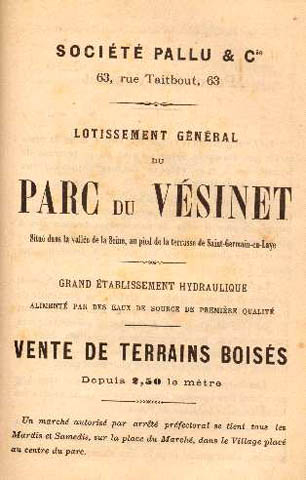 SOCIÉTÉ PALLU & Cie
63, rue Taitbout, 63
LOTISSEMENT GÉNÉRAL
DU
PARC DU VÉSINET
Situé dans la vallée de la Seine, au pied de la terrasse de Saint-Germain-en-Laye
GRAND ÉTABLISSEMENT HYDRAULIQUE
ALIMENTÉ PAR DES EAUX DE SOURCE DE PREMIÈRE QUALITÉ
VENTE DE TERRAINS BOISÉS
Depuis 2,50 le mètre
Un marché autorisé par arrêté préfectoral se tient tous les
Mardis et Samedis, sur la place du Marché, dans le Village placé
au centre du parc.